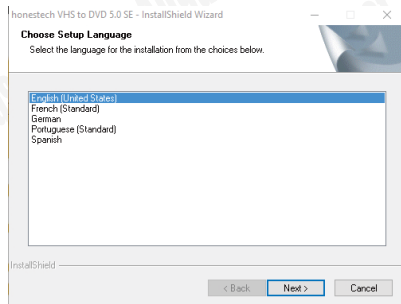 honestech VHS to DVD 5.0 SE - InstallShield Wizard
Choose Setup Language
Select the language for the installation from the choices below.
English (United States)
French (Standard)
German
Portuguese (Standard)
Spanish
InstallShield
< Back
Next >
Cancel